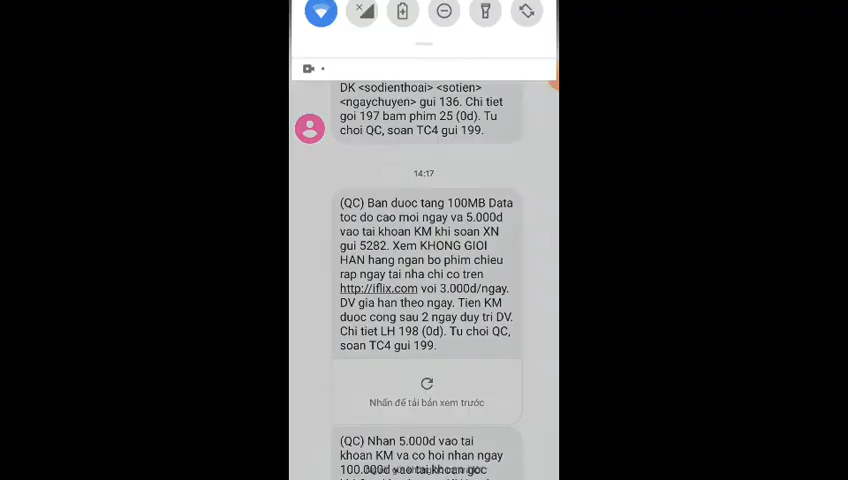 DK <sodienthoai> <sotien>
<ngaychuyen> gui 136. Chi tiet
goi 197 bam phim 25 (0d). Tu
choi QC, soan TC4 gui 199.
14:17
(QC) Ban duoc tang 100MB Data
toc do cao moi ngay va 5.000d
vao tai khoan KM khi soan XN
gui 5282. Xem KHONG GIOI
HAN hang ngan bo phim chieu
rap ngay tai nha chi co tren
http://iflix.com voi 3.000d/ngay.
DV gia han theo ngay. Tien KM
duoc cong sau 2 ngay duy tri DV.
Chi tiet LH 198 (0d). Tu choi QC,
soan TC4 gui 199.
Nhấn để tải bản xem trước
(QC) Nhan 5.000d vao tai
khoan KM va co hoi nhan ngay
100.000d vao tai khoan goc